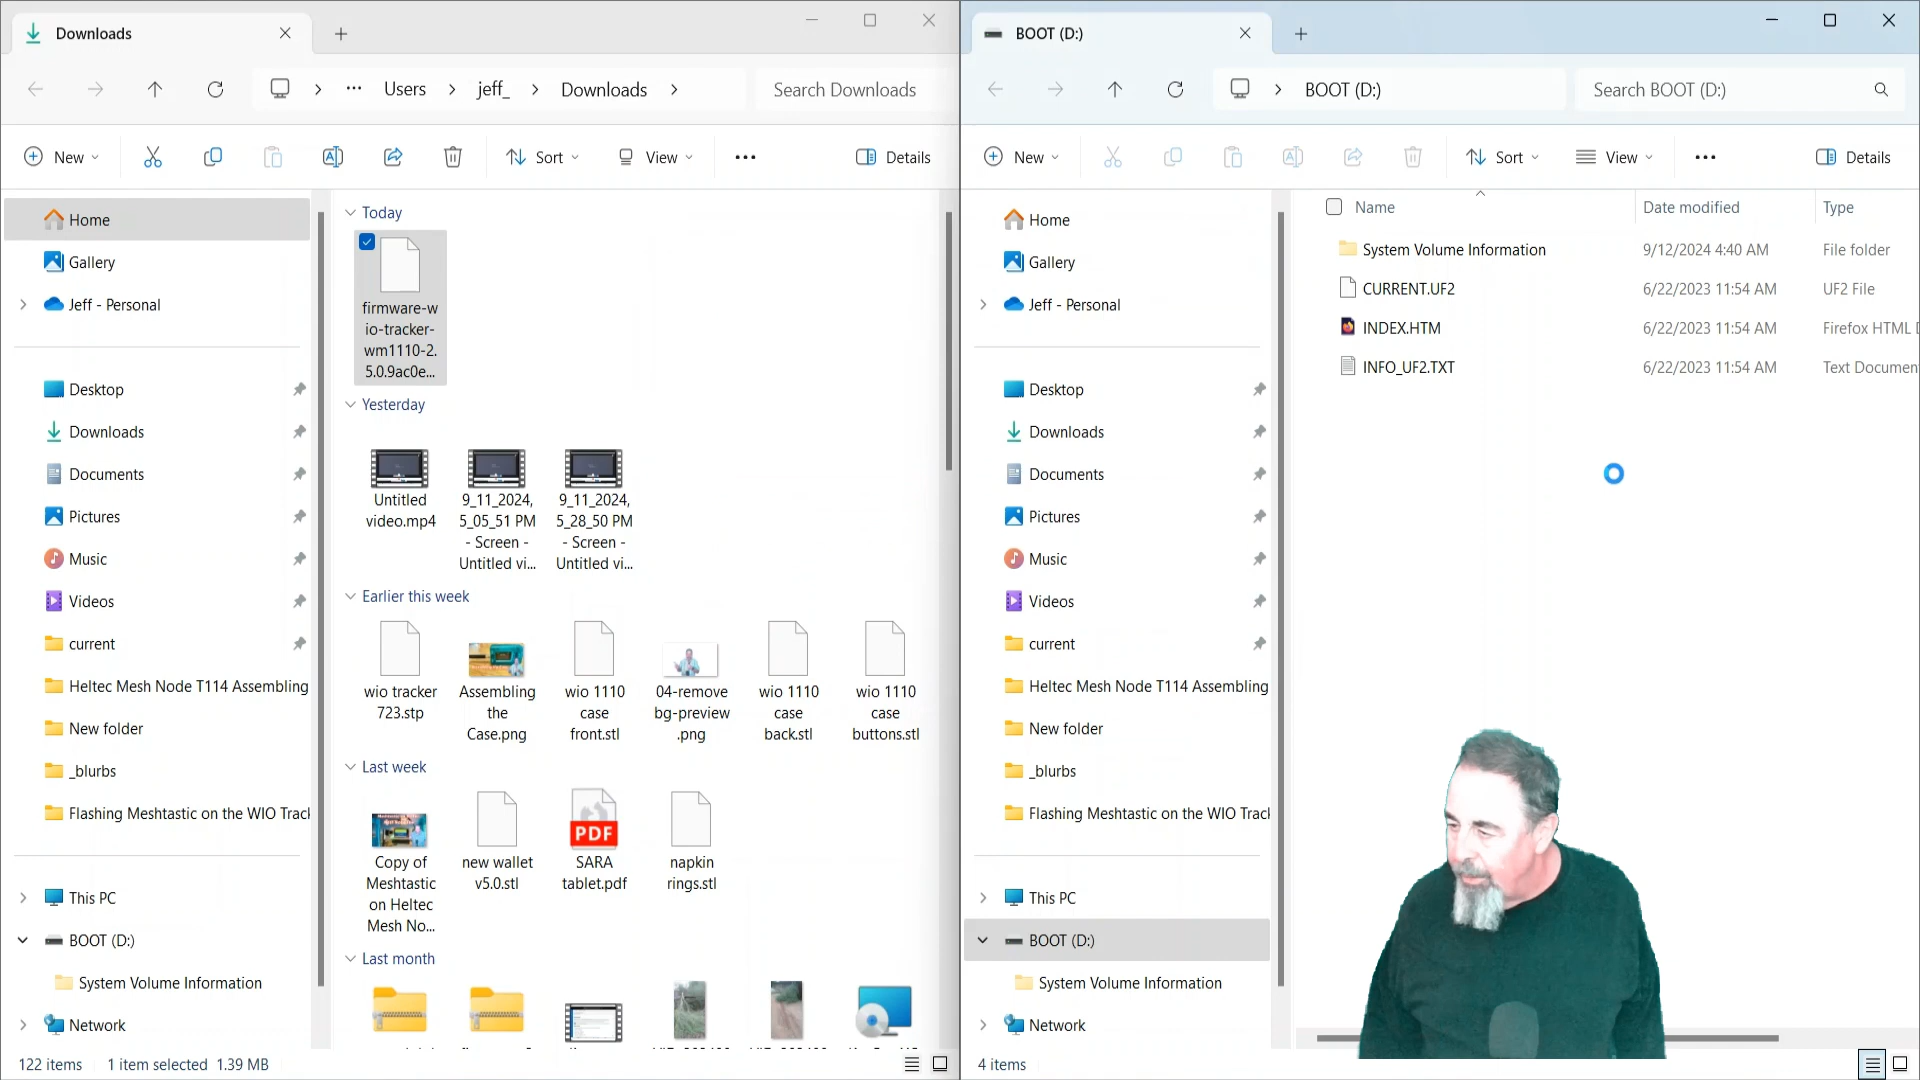 Downloads
Users
jeff_
Downloads
Search Downloads
New
Sort
View
Details
Home
Gallery
Jeff - Personal
Desktop
Downloads
Documents
Pictures
Music
Videos
current
Heltec Mesh Node T114 Assembling
New folder
_blurbs
Flashing Meshtastic on the WIO Track
This PC
BOOT (D:)
System Volume Information
Network
Today
firmware-w
io-tracker-
wm1110-2.
5.0.9ac0e...
Yesterday
Untitled
video.mp4
9_11_2024,
5_05_51 PM
- Screen -
Untitled vi...
9_11_2024,
5_28_50 PM
- Screen -
Untitled vi...
Earlier this week
wio tracker
723.stp
Assembling
the
Case.png
wio 1110
case
front.stl
04-remove
bg-preview
.png
wio 1110
case
back.stl
wio 1110
case
buttons.stl
Last week
Copy of
Meshtastic
on Heltec
Mesh No...
new wallet
v5.0.stl
PDF
SARA
tablet.pdf
napkin
rings.stl
Last month
122 items
1 item selected 1.39 MB
BOOT (D:)
BOOT (D:)
Search BOOT (D:)
New
Sort
View
Details
Home
Gallery
Jeff - Personal
Desktop
Downloads
Documents
Pictures
Music
Videos
current
Heltec Mesh Node T114 Assembling
New folder
_blurbs
Flashing Meshtastic on the WIO Track
This PC
BOOT (D:)
System Volume Information
Network
Name
Date modified
Type
System Volume Information
9/12/2024 4:40 AM
File folder
CURRENT.UF2
6/22/2023 11:54 AM
UF2 File
INDEX.HTM
6/22/2023 11:54 AM
Firefox HTML D
INFO_UF2.TXT
6/22/2023 11:54 AM
Text Documen
4 items